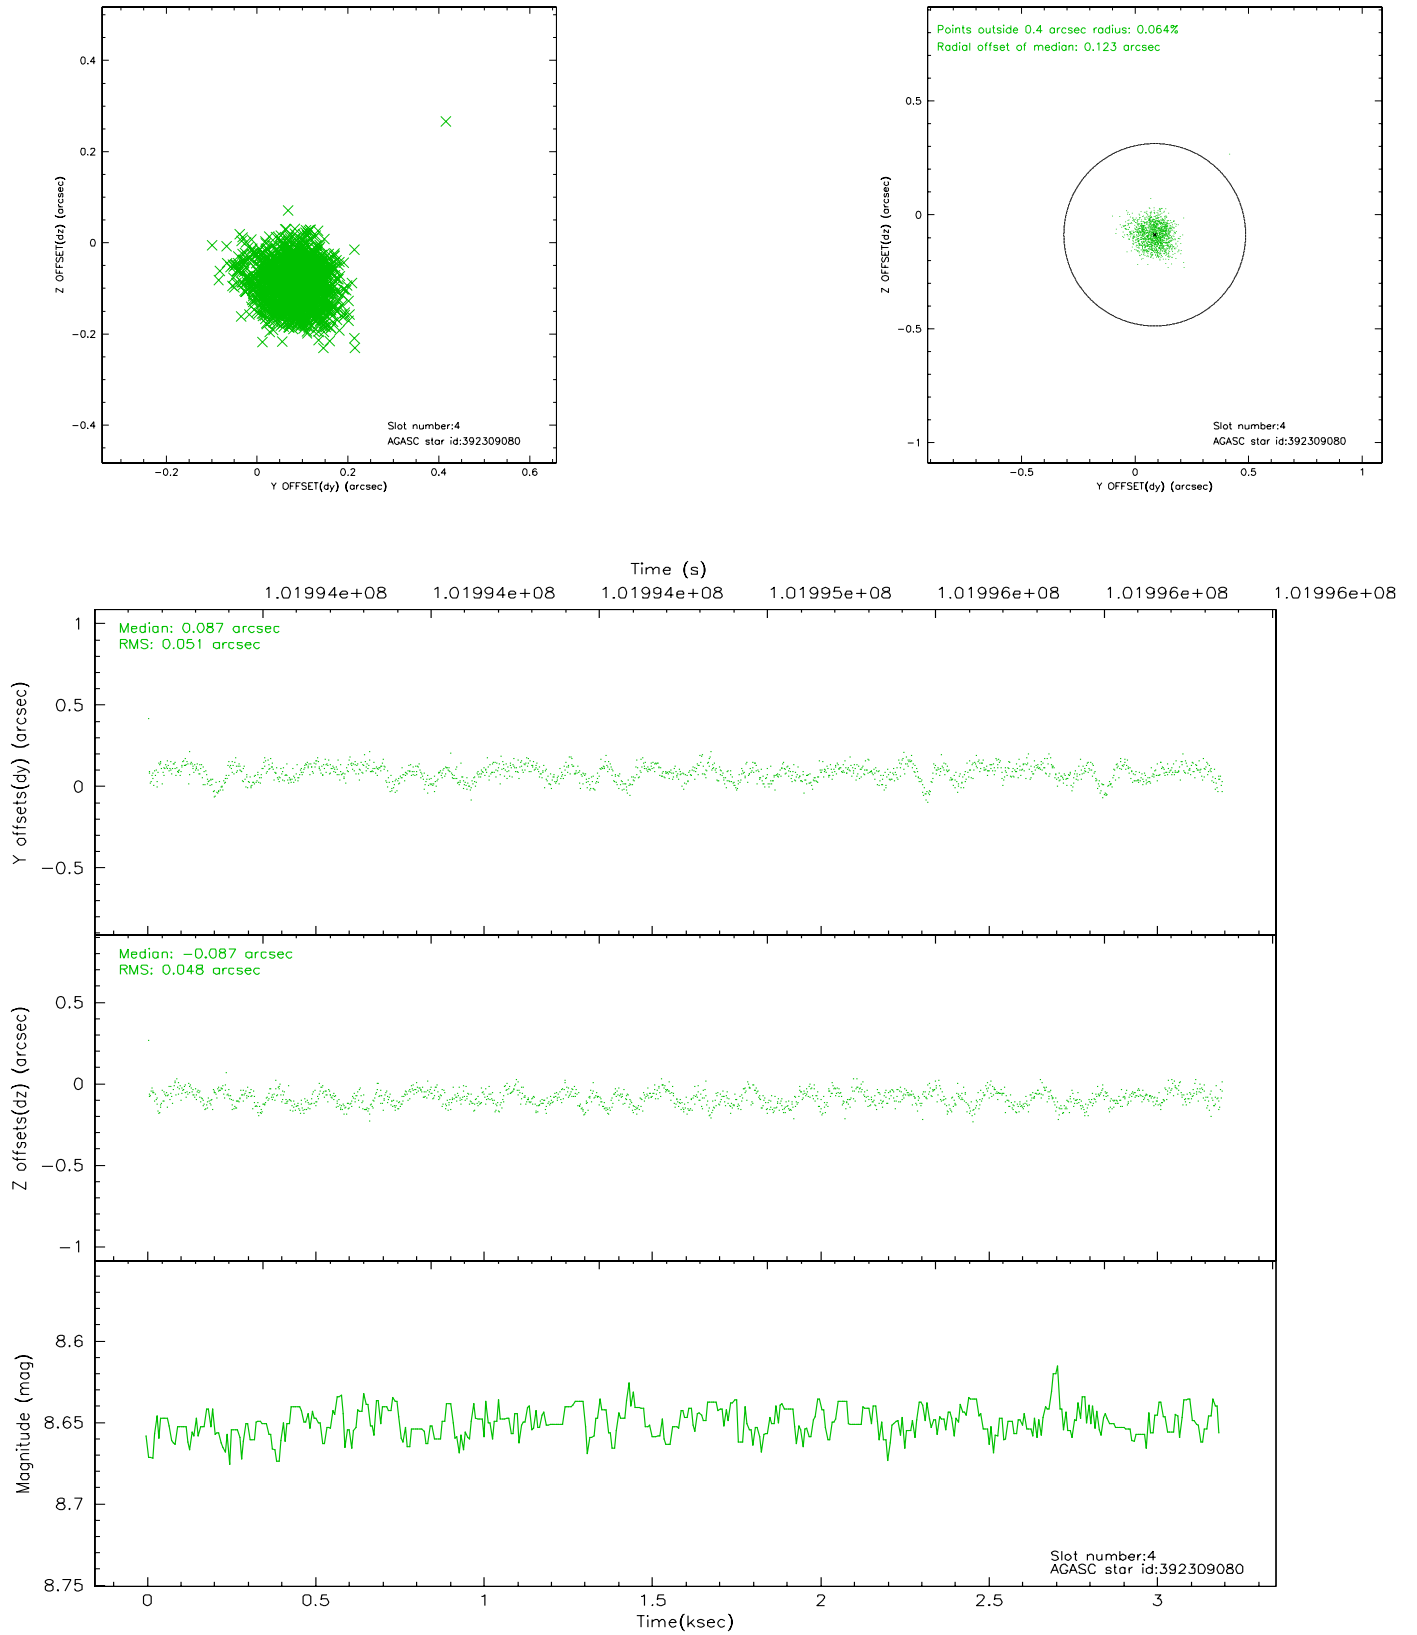 0.4
0.2
0
−0.2
−0.4
Z OFFSET(dz) (arcsec)
Slot number:4
AGASC star id:392309080
−0.2 0 0.2 0.4 0.6
Y OFFSET(dy) (arcsec)
Points outside 0.4 arcsec radius: 0.064%
Radial offset of median: 0.123 arcsec
0.5
0
−0.5
−1
Z OFFSET(dz) (arcsec)
Slot number:4
AGASC star id:392309080
−0.5 0 0.5 1
Y OFFSET(dy) (arcsec)
Time (s)
1.01994e+08 1.01994e+08 1.01994e+08 1.01995e+08 1.01996e+08 1.01996e+08 1.01996e+08
Median: 0.087 arcsec
RMS: 0.051 arcsec
1
0.5
0
−0.5
Y offsets(dy) (arcsec)
Median: −0.087 arcsec
RMS: 0.048 arcsec
0.5
0
−0.5
−1
Z offsets(dz) (arcsec)
8.6
8.65
8.7
8.75
Magnitude (mag)
Slot number:4
AGASC star id:392309080
0 0.5 1 1.5 2 2.5 3
Time(ksec)